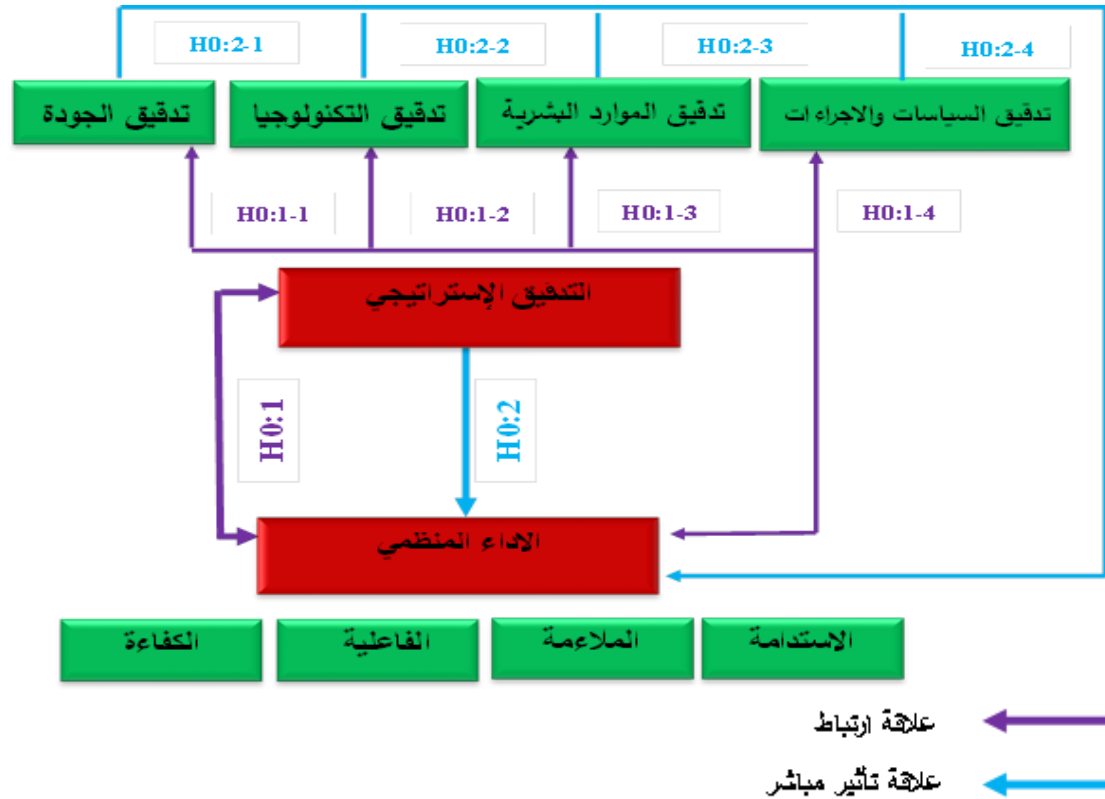 H0:2-1
H0:2-2
H0:2-3
H0:2-4
تدقيق الجودة
تدقيق التكنولوجيا
تدقيق الموارد البشرية
تدقيق السياسات والاجراءات
H0:1-1
H0:1-2
H0:1-3
H0:1-4
التدقيق الإستراتيجي
H0:1
H0:2
الاداء المنظمي
الكفاءة
الفاعلية
الملاءمة
الاستدامة
علاقة ارتباط
علاقة تأثير مباشر